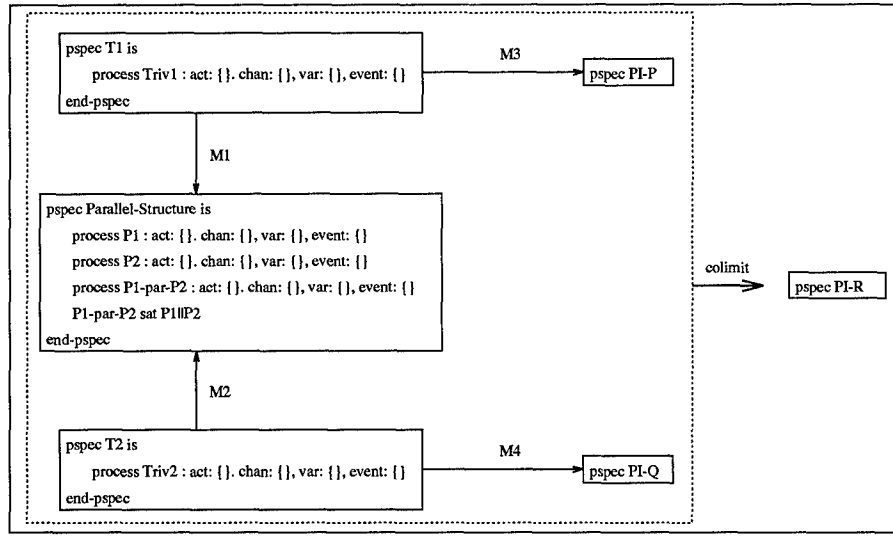 pspec T1 is
process Triv1 : act: {}. chan: {}, var: {}, event: {}
end-pspec
M3
pspec PI-P
M1
pspec Parallel-Structure is
process P1 : act: {}. chan: {}, var: {}, event: {}
process P2 : act: {}. chan: {}, var: {}, event: {}
process P1-par-P2 : act: {}. chan: {}, var: {}, event: {}
P1-par-P2 sat P1||P2
end-pspec
colimit
pspec PI-R
M2
pspec T2 is
process Triv2 : act: {}. chan: {}, var: {}, event: {}
end-pspec
M4
pspec PI-Q